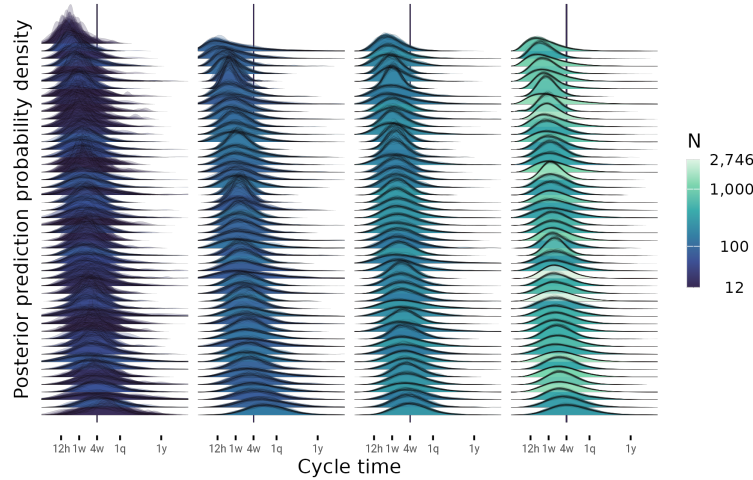 Posterior prediction probability density
N
2,746
1,000
100
12
12h 1w 4w 1q 1y
12h 1w 4w 1q 1y
12h 1w 4w 1q 1y
12h 1w 4w 1q 1y
Cycle time